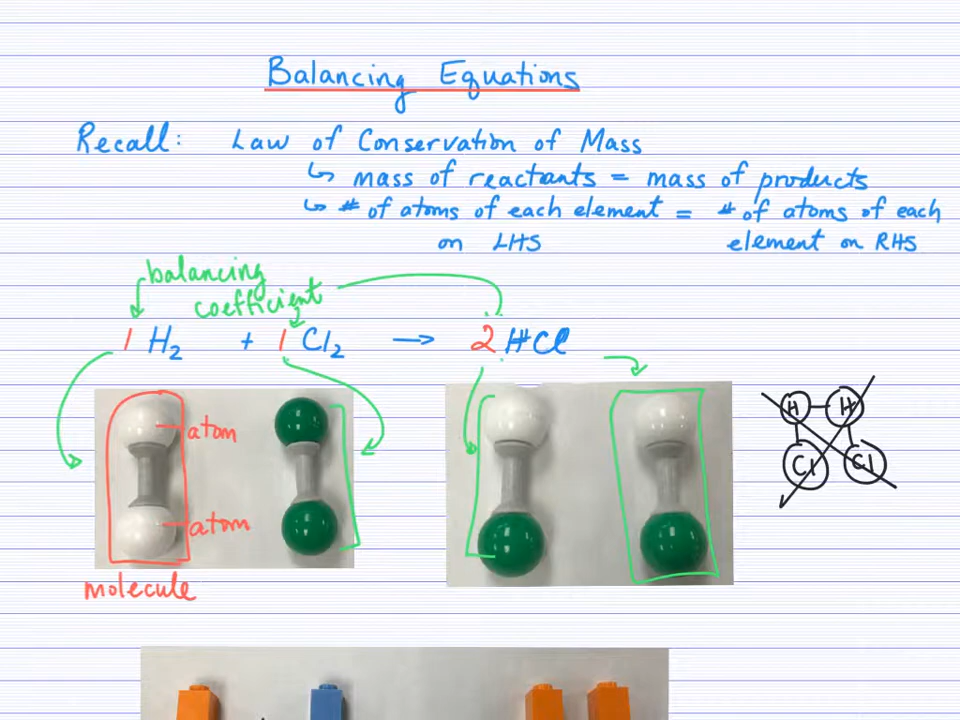 Balancing Equations
Recall: Law of Conservation of Mass
↳ mass of reactants = mass of products
↳ # of atoms of each element = # of atoms of each
on LHS element on RHS
balancing
coefficient
1 H₂ + 1 Cl₂ → 2 HCl
atom
atom
molecule
H H
Cl Cl